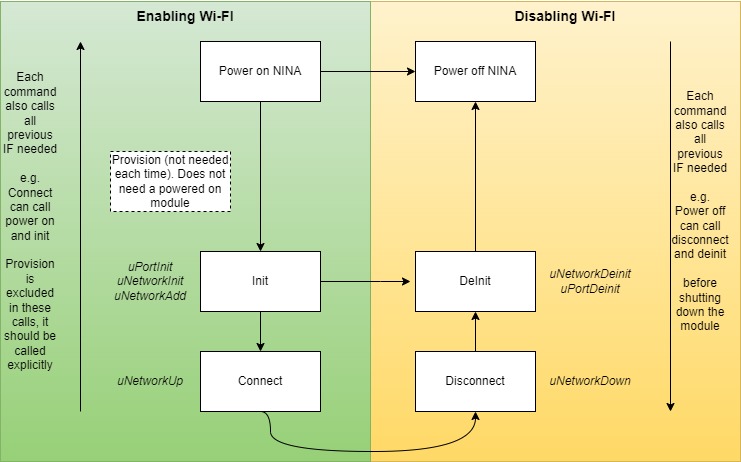 Enabling Wi-FI
Each
command
also calls
all
previous
IF needed
e.g.
Connect
can call
power on
and init
Provision
is
excluded
in these
calls, it
should be
called
explicitly
Power on NINA
Provision (not needed
each time). Does not
need a powered on
module
uPortInit
uNetworkInit
uNetworkAdd
Init
uNetworkUp
Connect
Disabling Wi-FI
Power off NINA
DeInit
uNetworkDeinit
uPortDeinit
Disconnect
uNetworkDown
Each
command
also calls
all
previous
IF needed
e.g.
Power off
can call
disconnect
and deinit
before
shutting
down the
module